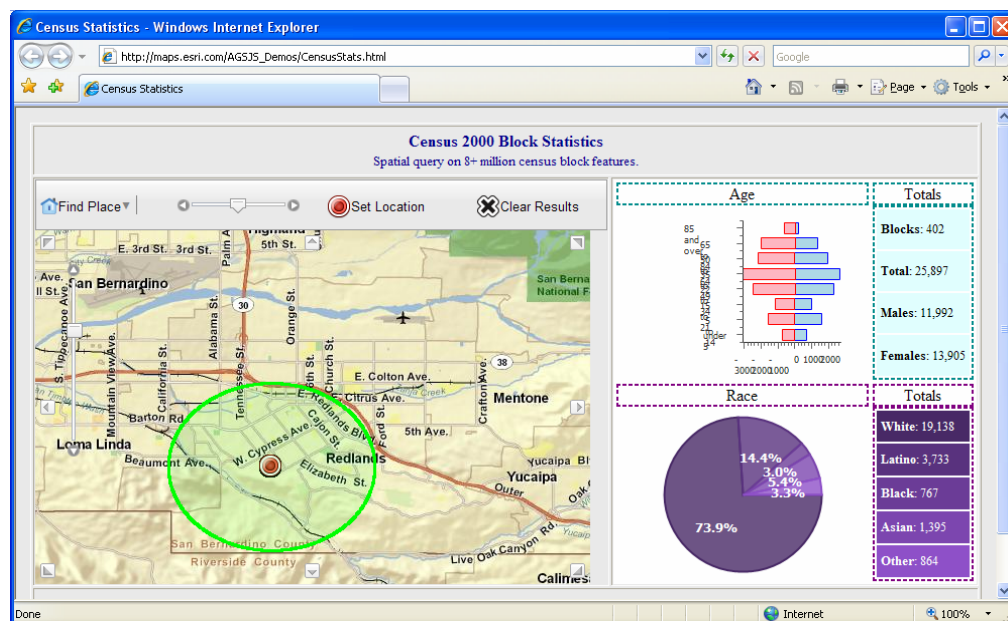 Census Statistics - Windows Internet Explorer
http://maps.esri.com/AGSJS_Demos/CensusStats.html
Google
Census Statistics
Page
Tools
Census 2000 Block Statistics
Spatial query on 8+ million census block features.
Find Place
Set Location
Clear Results
Highland
Palm A
5th St.
E. 3rd St.
3rd St.
Ave.
ll St.
San Bernardino
San Berna
National F
S. Tippecanoe Ave.
Mountain View Ave.
California St.
Alabama St.
Tennessee St.
Orange St.
Church St.
30
38
E. Colton Ave.
Citrus Ave.
Crafton Ave.
Mentone
Barton Rd
E. Redlands Blvd.
Ford St.
5th Ave.
Cajon St.
W. Cypress Ave.
Loma Linda
Beaumont Ave.
Redlands
Elizabeth St.
Yucaipa Bl
Yucaipa
Outer
Oak
San Bernardino County
Riverside County
Live Oak Canyon Rd.
Yucaip
Calimes
Age
Totals
85
and
over
65
0 1000 2000
3000 2000 1000
Blocks: 402
Total: 25,897
Males: 11,992
Females: 13,905
Race
Totals
14.4%
3.0%
5.4%
3.3%
73.9%
White: 19,138
Latino: 3,733
Black: 767
Asian: 1,395
Other: 864
Done
Internet
100%